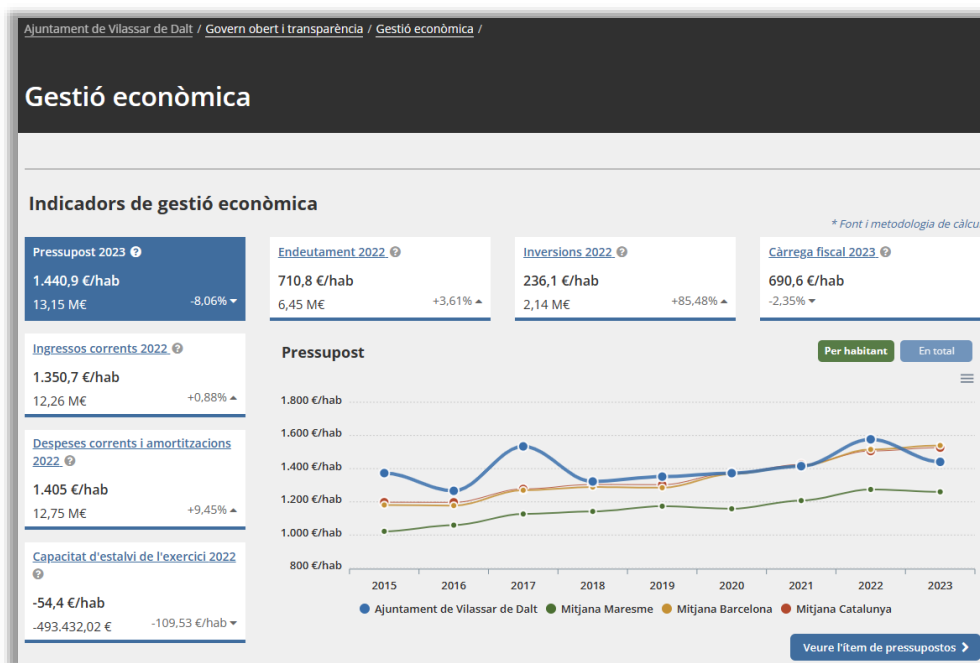 Ajuntament de Vilassar de Dalt / Govern obert i transparència / Gestió econòmica /
Gestió econòmica
Indicadors de gestió econòmica
* Font i metodologia de
Pressupost 2023
1.440,9 €/hab
13,15 M€ -8,06%
Endeutament 2022
710,8 €/hab
6,45 M€ +3,61%
Inversions 2022
236,1 €/hab
2,14 M€ +85,48%
Càrrega fiscal 2023
690,6 €/hab
-2,35%
Ingressos corrents 2022
1.350,7 €/hab
12,26 M€ +0,88%
Despeses corrents i amortitzacions
2022
1.405 €/hab
12,75 M€ +9,45%
Capacitat d'estalvi de l'exercici 2022
-54,4 €/hab
-493.432,02 € -109,53 €/hab
Pressupost
Per habitant En total
1.800 €/hab
1.600 €/hab
1.400 €/hab
1.200 €/hab
1.000 €/hab
800 €/hab
2015 2016 2017 2018 2019 2020 2021 2022 2023
Ajuntament de Vilassar de Dalt Mitjana Maresme Mitjana Barcelona Mitjana Catalunya
Veure l'ítem de pressupostos